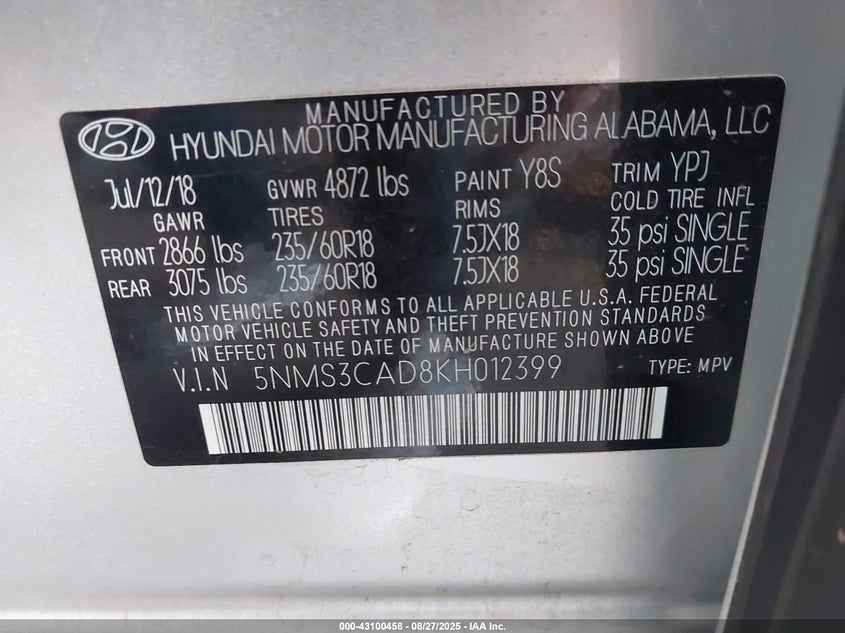 MANUFACTURED BY
HYUNDAI MOTOR MANUFACTURING ALABAMA, LLC
Jul/12/18 GVWR 4872 lbs PAINT Y8S TRIM YPJ
GAWR TIRES RIMS COLD TIRE INFL
FRONT 2866 lbs 235/60R18 7.5JX18 35 psi SINGLE
REAR 3075 lbs 235/60R18 7.5JX18 35 psi SINGLE
THIS VEHICLE CONFORMS TO ALL APPLICABLE U.S.A. FEDERAL
MOTOR VEHICLE SAFETY AND THEFT PREVENTION STANDARDS
IN EFFECT ON THE DATE OF MANUFACTURE SHOWN ABOVE
V.I.N 5NMS3CAD8KH012399 TYPE: MPV
000-43100458 - 08/27/2025 - IAA Inc.